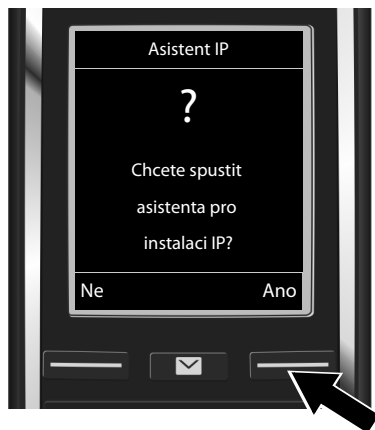 Asistent IP
?
Chcete spustit
asistenta pro
instalaci IP?
Ne Ano